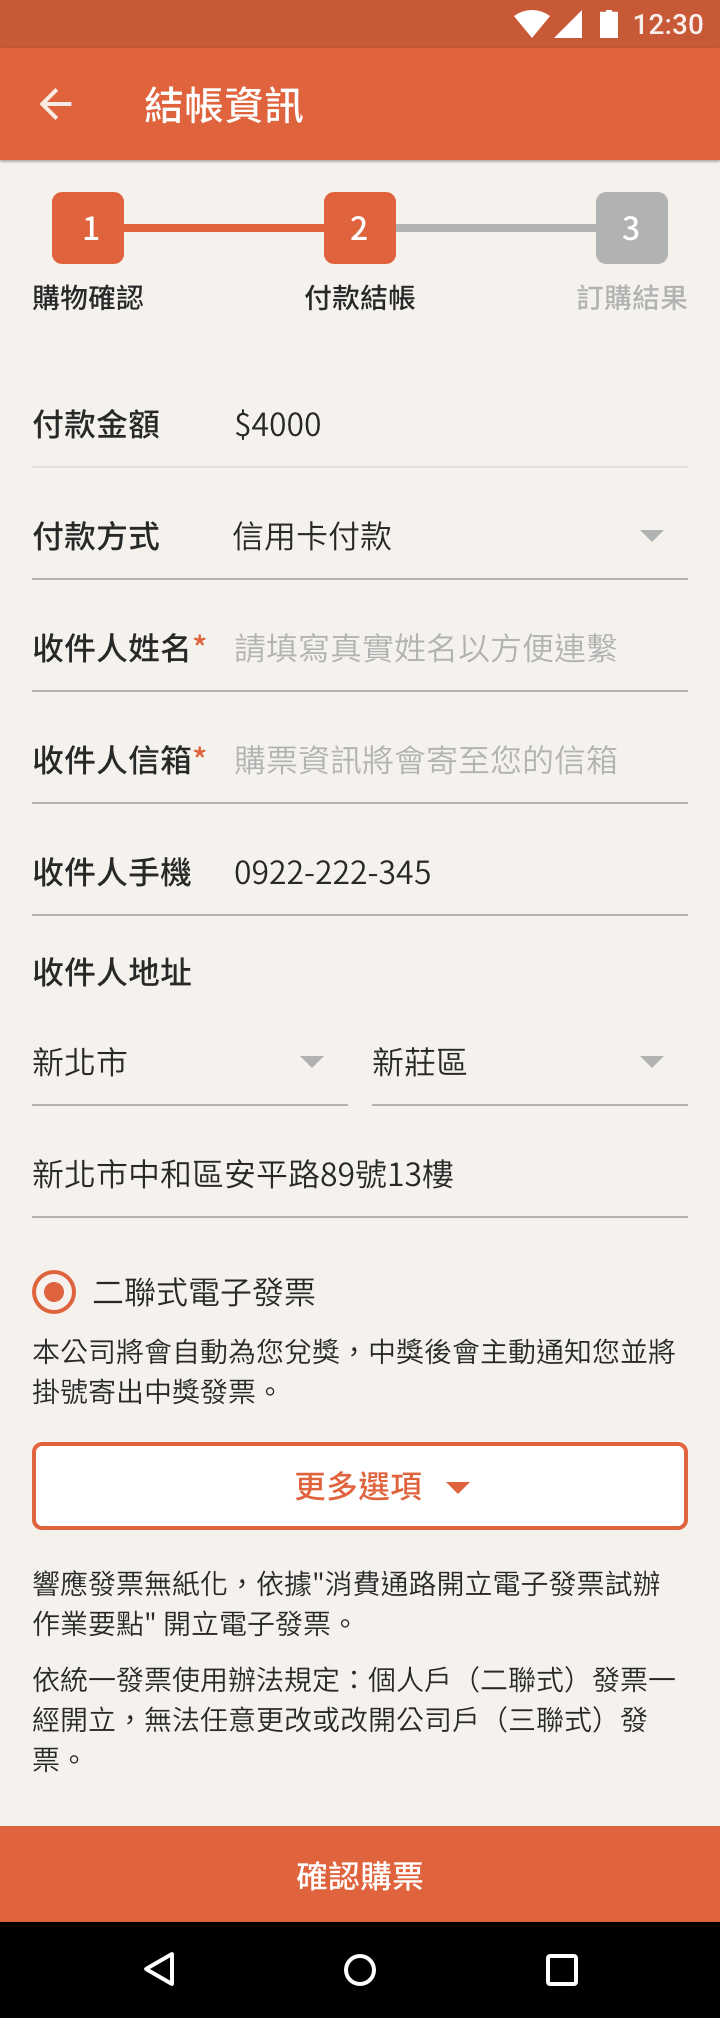 12:30
結帳資訊
1 2 3
購物確認 付款結帳 訂購結果
付款金額 $4000
付款方式 信用卡付款
收件人姓名* 請填寫真實姓名以方便連繫
收件人信箱* 購票資訊將會寄至您的信箱
收件人手機 0922-222-345
收件人地址
新北市 新莊區
新北市中和區安平路89號13樓
二聯式電子發票
本公司將會自動為您兌獎，中獎後會主動通知您並將
掛號寄出中獎發票。
更多選項
響應發票無紙化，依據"消費通路開立電子發票試辦
作業要點" 開立電子發票。
依統一發票使用辦法規定：個人戶（二聯式）發票一
經開立，無法任意更改或改開公司戶（三聯式）發
票。
確認購票